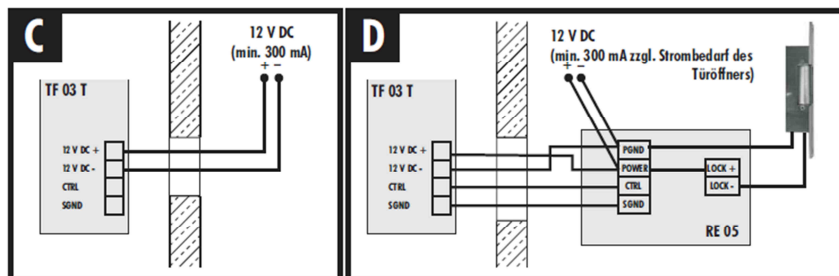 C
12 V DC
(min. 300 mA)
+ –
TF 03 T
12 V DC +
12 V DC -
CTRL
SGND
D
12 V DC
(min. 300 mA zzgl. Strombedarf des
Türöffners)
+ –
TF 03 T
12 V DC +
12 V DC -
CTRL
SGND
PGND
POWER
CTRL
SGND
LOCK +
LOCK -
RE 05